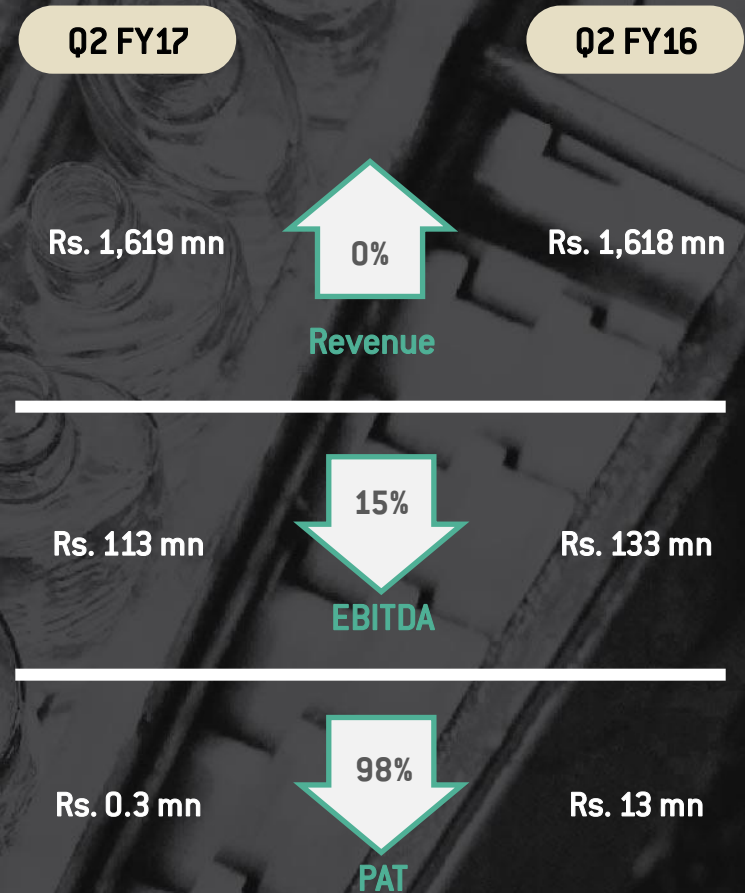 Q2 FY17
Q2 FY16
Rs. 1,619 mn
0%
Rs. 1,618 mn
Revenue
15%
Rs. 113 mn
Rs. 133 mn
EBITDA
98%
Rs. 0.3 mn
Rs. 13 mn
PAT